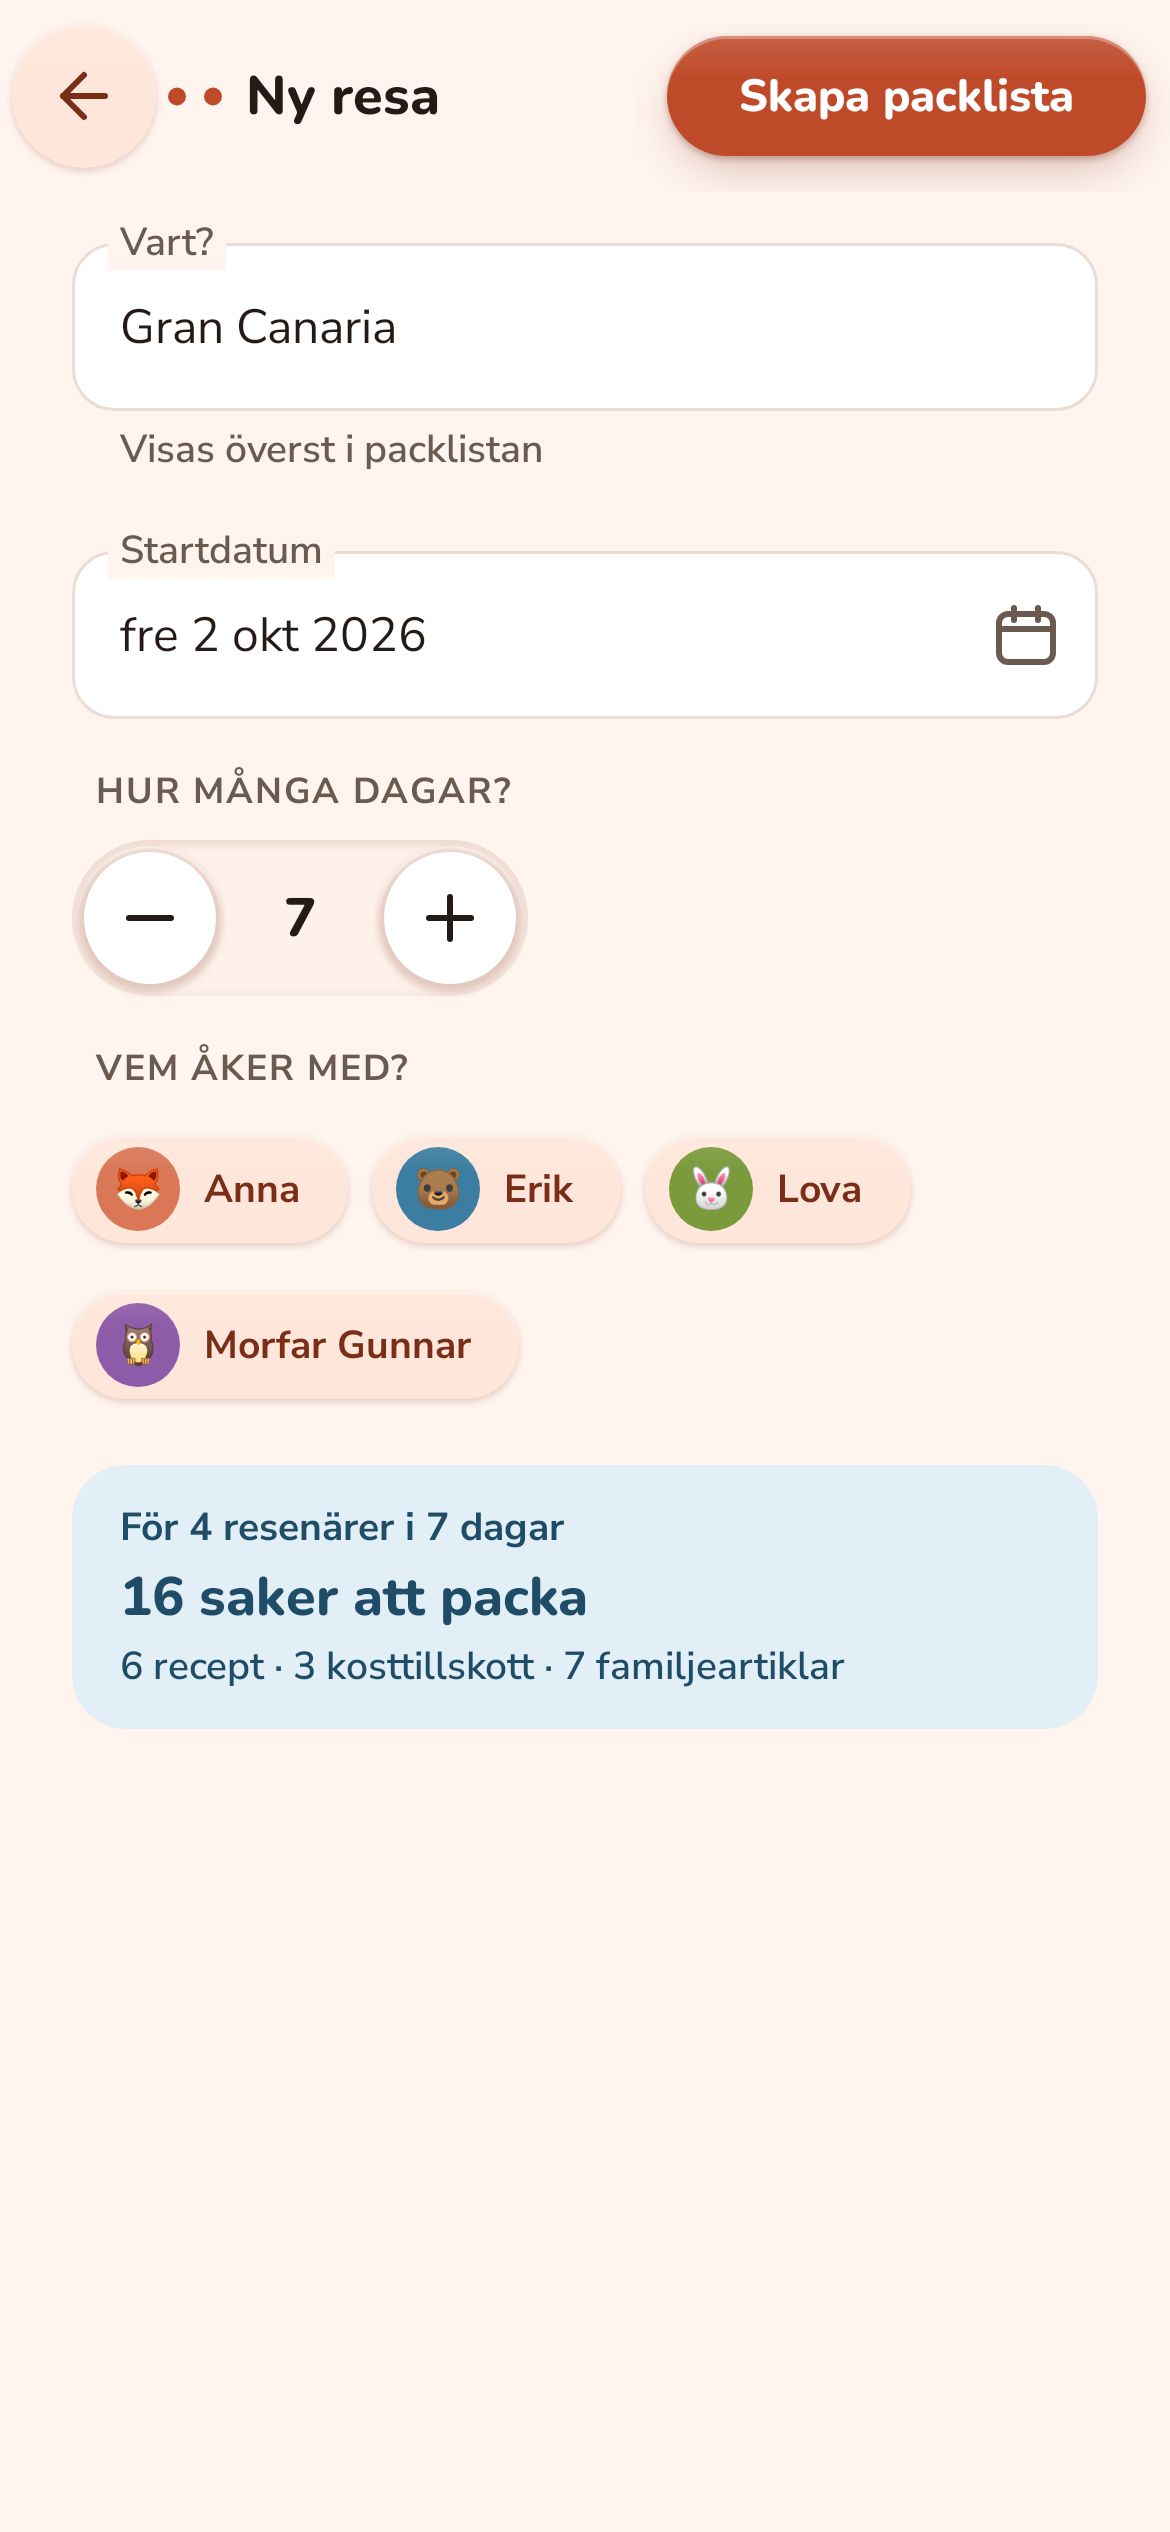 Ny resa
Skapa packlista
Vart?
Gran Canaria
Visas överst i packlistan
Startdatum
fre 2 okt 2026
HUR MÅNGA DAGAR?
7
VEM ÅKER MED?
Anna
Erik
Lova
Morfar Gunnar
För 4 resenärer i 7 dagar
16 saker att packa
6 recept · 3 kosttillskott · 7 familjeartiklar